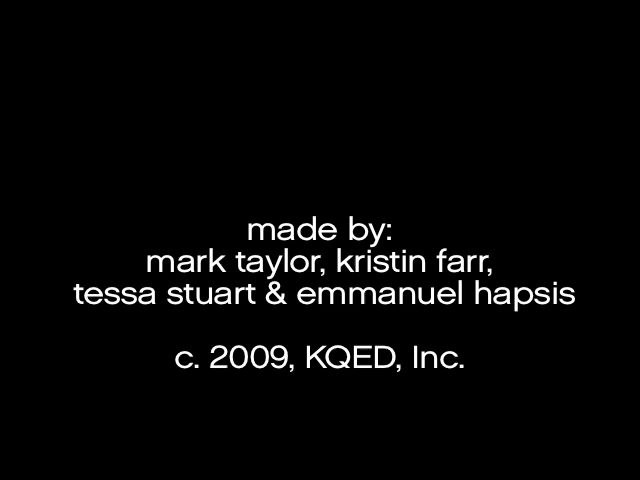 made by:
mark taylor, kristin farr,
tessa stuart & emmanuel hapsis
c. 2009, KQED, Inc.